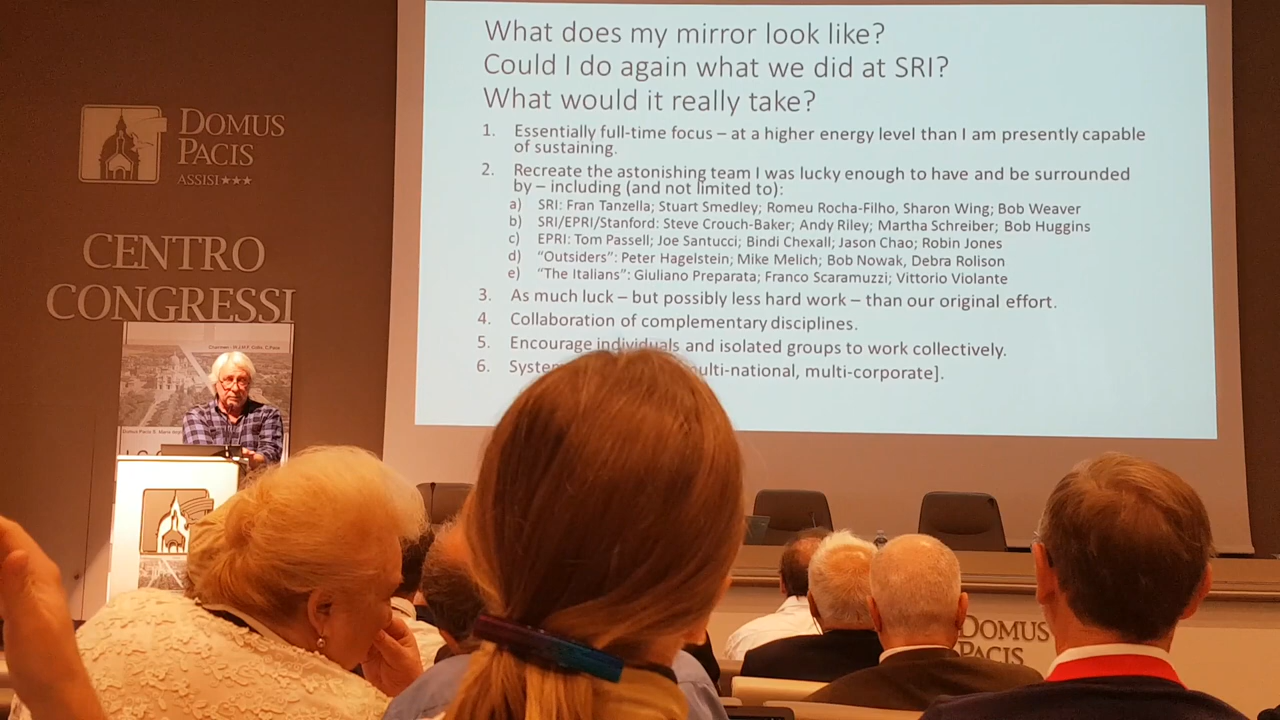 What does my mirror look like?
Could I do again what we did at SRI?
What would it really take?
1. Essentially full-time focus – at a higher energy level than I am presently capable
of sustaining.
2. Recreate the astonishing team I was lucky enough to have and be surrounded
by – including (and not limited to):
a) SRI: Fran Tanzella; Stuart Smedley; Romeu Rocha-Filho, Sharon Wing; Bob Weaver
b) SRI/EPRI/Stanford: Steve Crouch-Baker; Andy Riley; Martha Schreiber; Bob Huggins
c) EPRI: Tom Passell; Joe Santucci; Bindi Chexall; Jason Chao; Robin Jones
d) “Outsiders”: Peter Hagelstein; Mike Melich; Bob Nowak, Debra Rolison
e) “The Italians”: Giuliano Preparata; Franco Scaramuzzi; Vittorio Violante
3. As much luck – but possibly less hard work – than our original effort.
4. Collaboration of complementary disciplines.
5. Encourage individuals and isolated groups to work collectively.
6. multi-national, multi-corporate].
DOMUS
PACIS
ASSISI★★★
CENTRO
CONGRESSI
DOMUS
PACIS